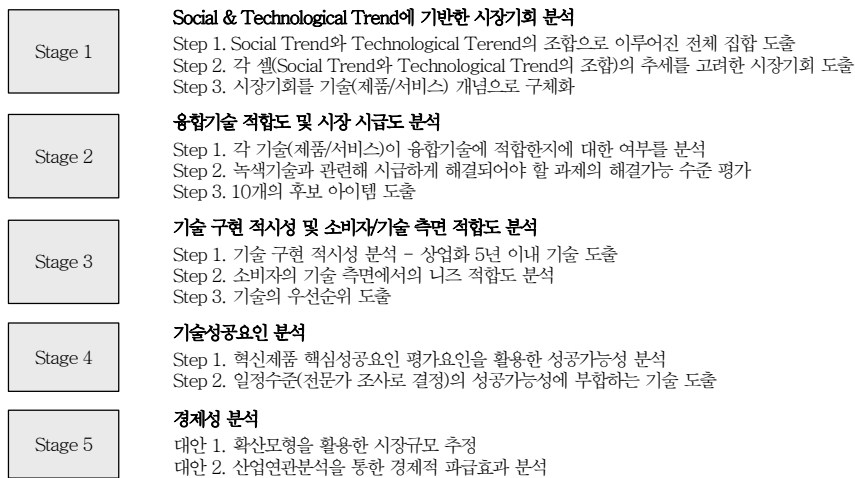 Stage 1
Social & Technological Trend에 기반한 시장기회 분석
Step 1. Social Trend와 Technological Terend의 조합으로 이루어진 전체 집합 도출
Step 2. 각 셀(Social Trend와 Technological Trend의 조합)의 추세를 고려한 시장기회 도출
Step 3. 시장기회를 기술(제품/서비스) 개념으로 구체화
Stage 2
융합기술 적합도 및 시장 시급도 분석
Step 1. 각 기술(제품/서비스)이 융합기술에 적합한지에 대한 여부를 분석
Step 2. 녹색기술과 관련해 시급하게 해결되어야 할 과제의 해결가능 수준 평가
Step 3. 10개의 후보 아이템 도출
Stage 3
기술 구현 적시성 및 소비자/기술 측면 적합도 분석
Step 1. 기술 구현 적시성 분석 - 상업화 5년 이내 기술 도출
Step 2. 소비자의 기술 측면에서의 니즈 적합도 분석
Step 3. 기술의 우선순위 도출
Stage 4
기술성공요인 분석
Step 1. 혁신제품 핵심성공요인 평가요인을 활용한 성공가능성 분석
Step 2. 일정수준(전문가 조사로 결정)의 성공가능성에 부합하는 기술 도출
Stage 5
경제성 분석
대안 1. 확산모형을 활용한 시장규모 추정
대안 2. 산업연관분석을 통한 경제적 파급효과 분석